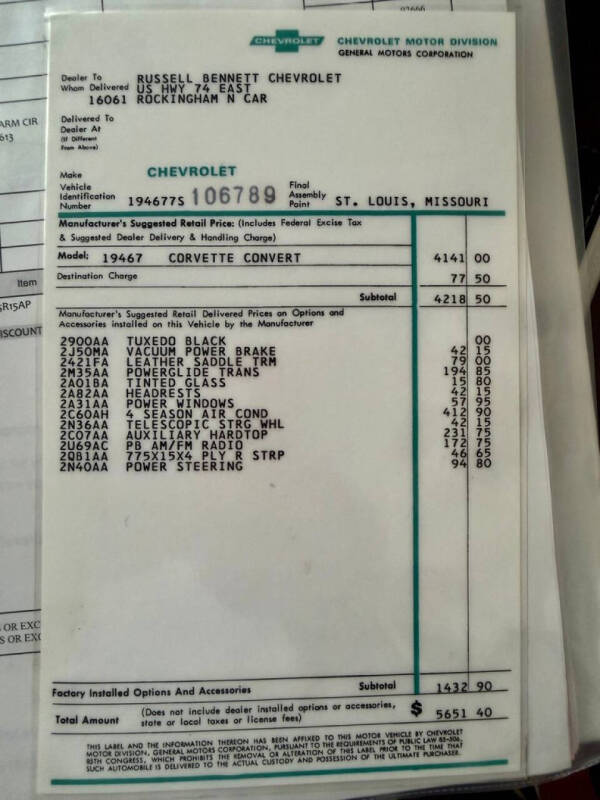 02666
CHEVROLET CHEVROLET MOTOR DIVISION
GENERAL MOTORS CORPORATION
Dealer To
Whom Delivered
RUSSELL BENNETT CHEVROLET
US HWY 74 EAST
16061 ROCKINGHAM N CAR
Delivered To
Dealer At
(If Different
From Above)
ARM CIR
613
Make CHEVROLET
Vehicle
Identification
Number
194677S 106789
Final
Assembly
Point
ST. LOUIS, MISSOURI
Manufacturer's Suggested Retail Price: (Includes Federal Excise Tax
& Suggested Dealer Delivery & Handling Charge)
Model: 19467 CORVETTE CONVERT 4141 00
Destination Charge 77 50
Item
Subtotal 4218 50
R15AP
ISCOUNT
Manufacturer's Suggested Retail Delivered Prices on Options and
Accessories installed on this Vehicle by the Manufacturer
2900AA TUXEDO BLACK 00
2J50MA VACUUM POWER BRAKE 42 15
2421FA LEATHER SADDLE TRM 79 00
2M35AA POWERGLIDE TRANS 194 85
2A01BA TINTED GLASS 15 80
2A82AA HEADRESTS 42 15
2A31AA POWER WINDOWS 57 95
2C60AH 4 SEASON AIR COND 412 90
2N36AA TELESCOPIC STRG WHL 42 15
2C07AA AUXILIARY HARDTOP 231 75
2U69AC PB AM/FM RADIO 172 75
2QB1AA 775X15X4 PLY R STRP 46 65
2N40AA POWER STEERING 94 80
OR EXC
S OR EXC
Factory Installed Options And Accessories Subtotal 1432 90
Total Amount (Does not include dealer installed options or accessories,
state or local taxes or license fees) $ 5651 40
THIS LABEL AND THE INFORMATION THEREON HAS BEEN AFFIXED TO THIS MOTOR VEHICLE BY CHEVROLET
MOTOR DIVISION, GENERAL MOTORS CORPORATION, PURSUANT TO THE REQUIREMENTS OF PUBLIC LAW 85-506,
85TH CONGRESS, WHICH PROHIBITS THE REMOVAL OR ALTERATION OF THIS LABEL PRIOR TO THE TIME THAT
SUCH AUTOMOBILE IS DELIVERED TO THE ACTUAL CUSTODY AND POSSESSION OF THE ULTIMATE PURCHASER.